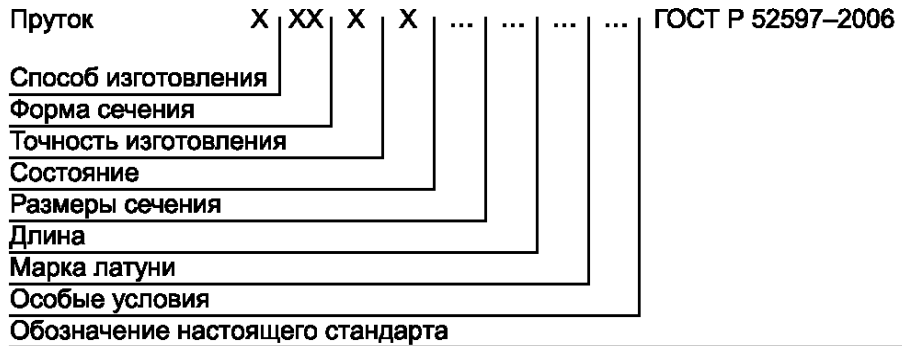 Пруток X XX X X ... ... ... ... ГОСТ Р 52597–2006
Способ изготовления
Форма сечения
Точность изготовления
Состояние
Размеры сечения
Длина
Марка латуни
Особые условия
Обозначение настоящего стандарта